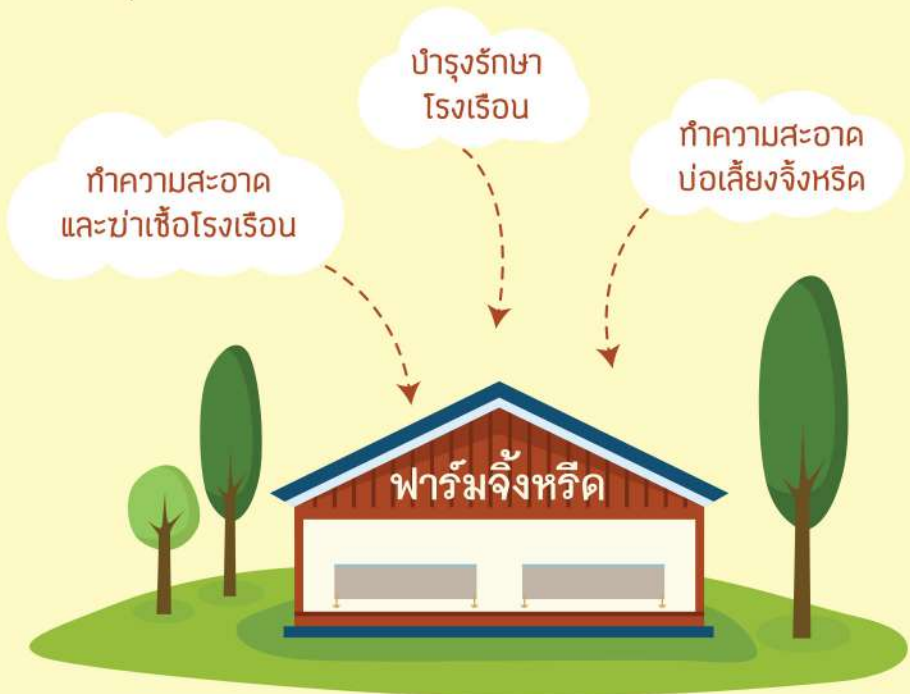 บำรุงรักษา
โรงเรือน
ทำความสะอาด
และฆ่าเชื้อโรงเรือน
ทำความสะอาด
บ่อเลี้ยงจิ้งหรีด
ฟาร์มจิ้งหรีด